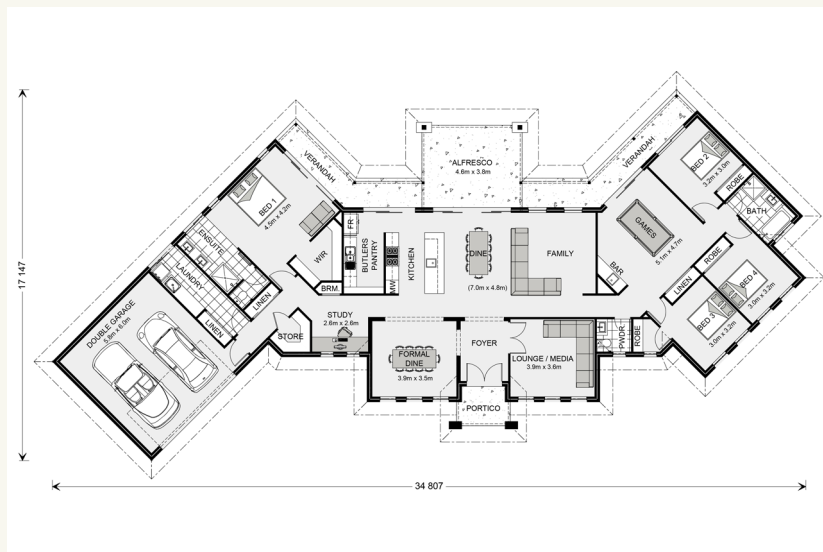 VERANDAH
ALFRESCO
4.6m x 3.8m
VERANDAH
BED 2
3.2m x 3.0m
ROBE
BATH
BED 1
4.5m x 4.2m
ENSUITE
WIR
LAUNDRY
LINEN
BRM.
FR
BUTLERS
PANTRY
KITCHEN
MW
DINE
(7.0m x 4.8m)
FAMILY
GAMES
5.1m x 4.7m
BAR
ROBE
LINEN
BED 4
3.0m x 3.2m
BED 3
3.0m x 3.2m
17 147
DOUBLE GARAGE
5.8m x 6.0m
LINEN
STORE
STUDY
2.6m x 2.6m
FORMAL
DINE
3.9m x 3.5m
FOYER
LOUNGE / MEDIA
3.9m x 3.6m
PWDR
ROBE
PORTICO
34 807